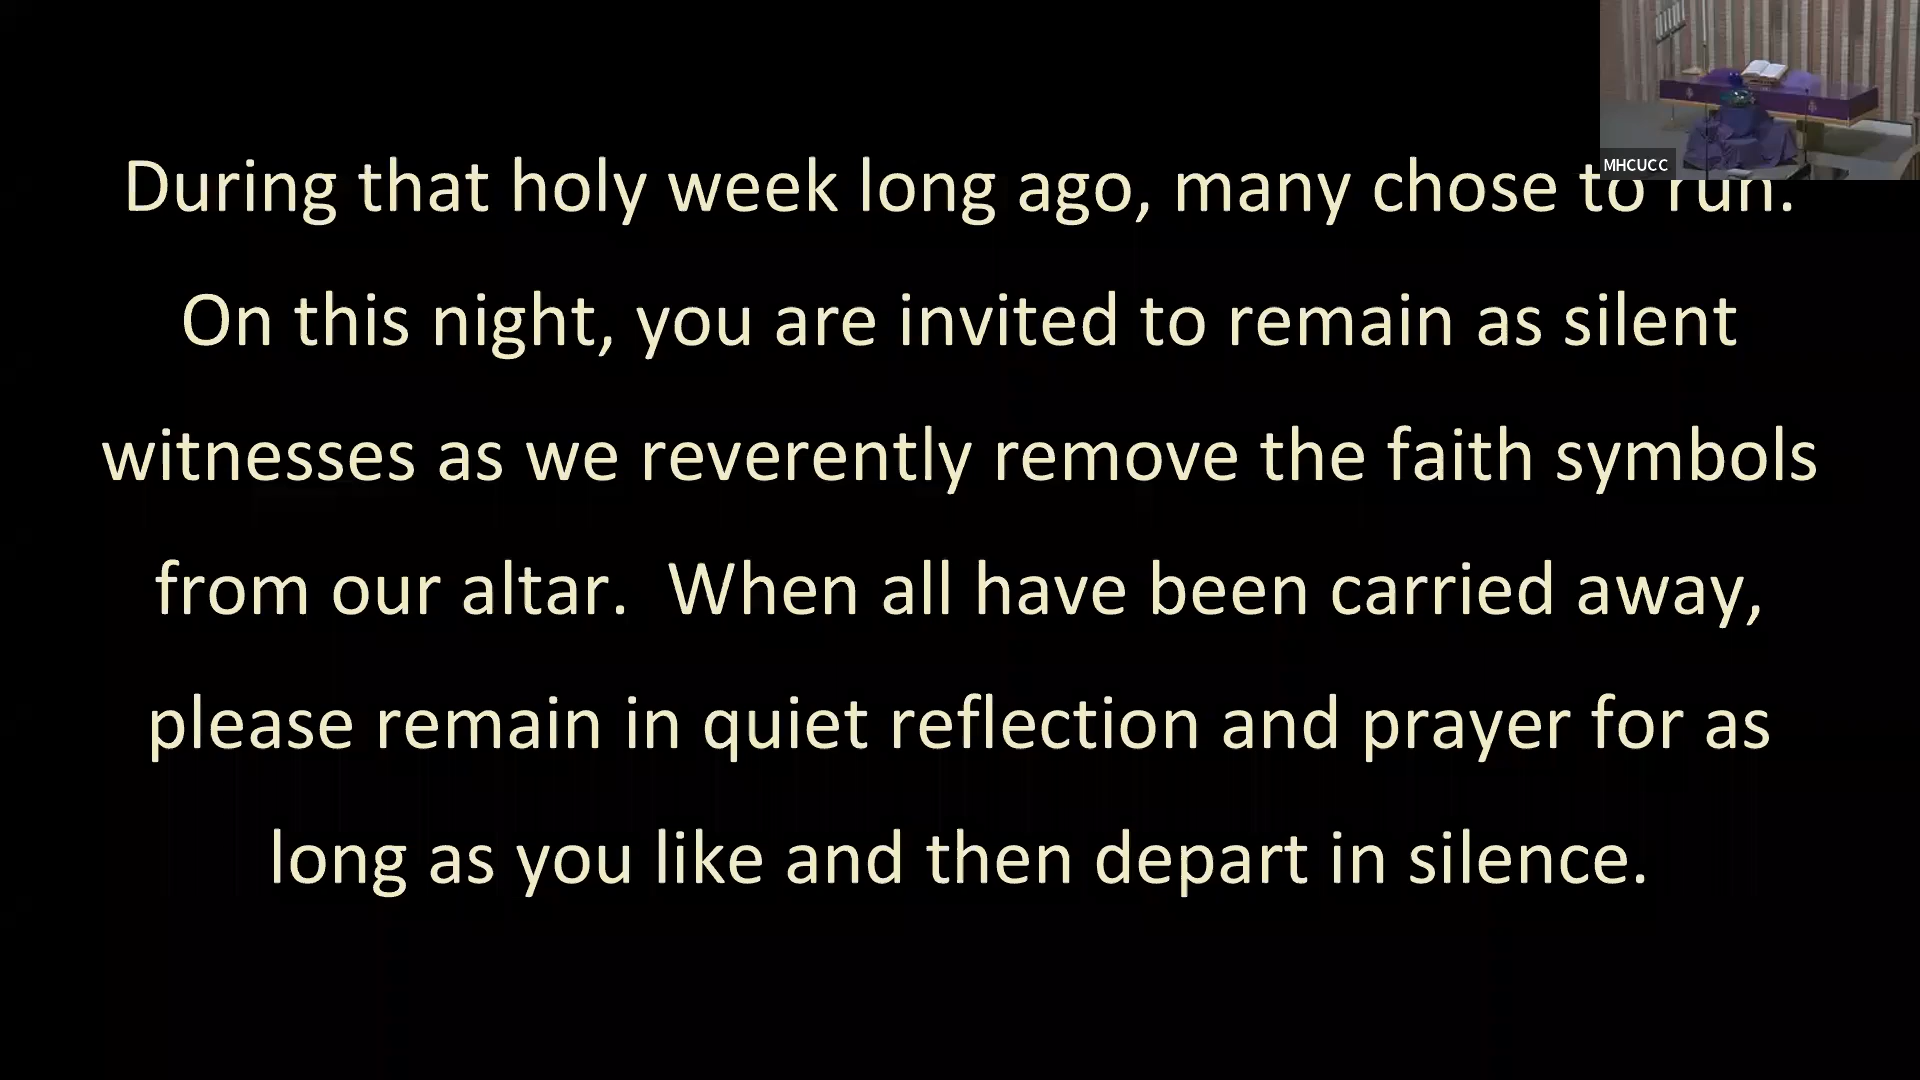 MHCUCC
During that holy week long ago, many chose to run.
On this night, you are invited to remain as silent
witnesses as we reverently remove the faith symbols
from our altar.  When all have been carried away,
please remain in quiet reflection and prayer for as
long as you like and then depart in silence.